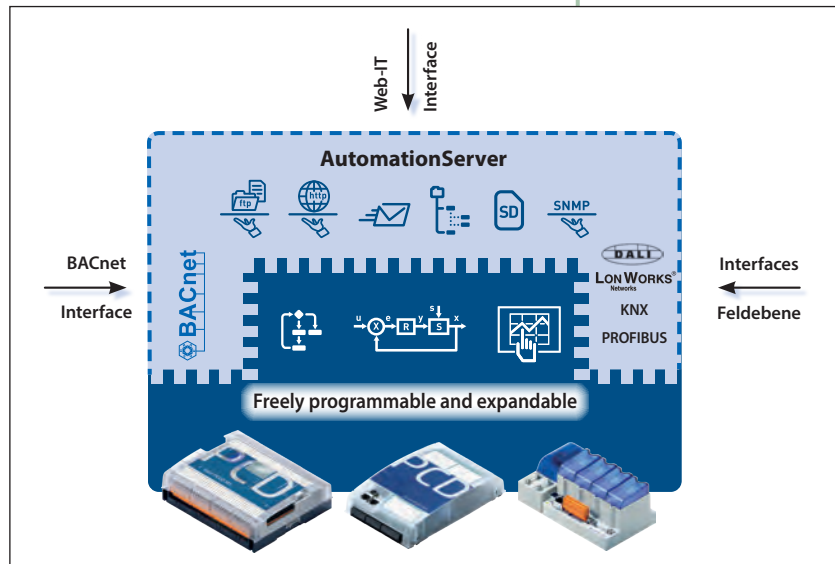 Web-IT
Interface
AutomationServer
ftp
http
SD
SNMP
BACnet
Interface
BACnet
DALI
LONWORKS®
Networks
KNX
PROFIBUS
Interfaces
Feldebene
u
X
e
R
y
s
S
x
Freely programmable and expandable
PCD
PCD